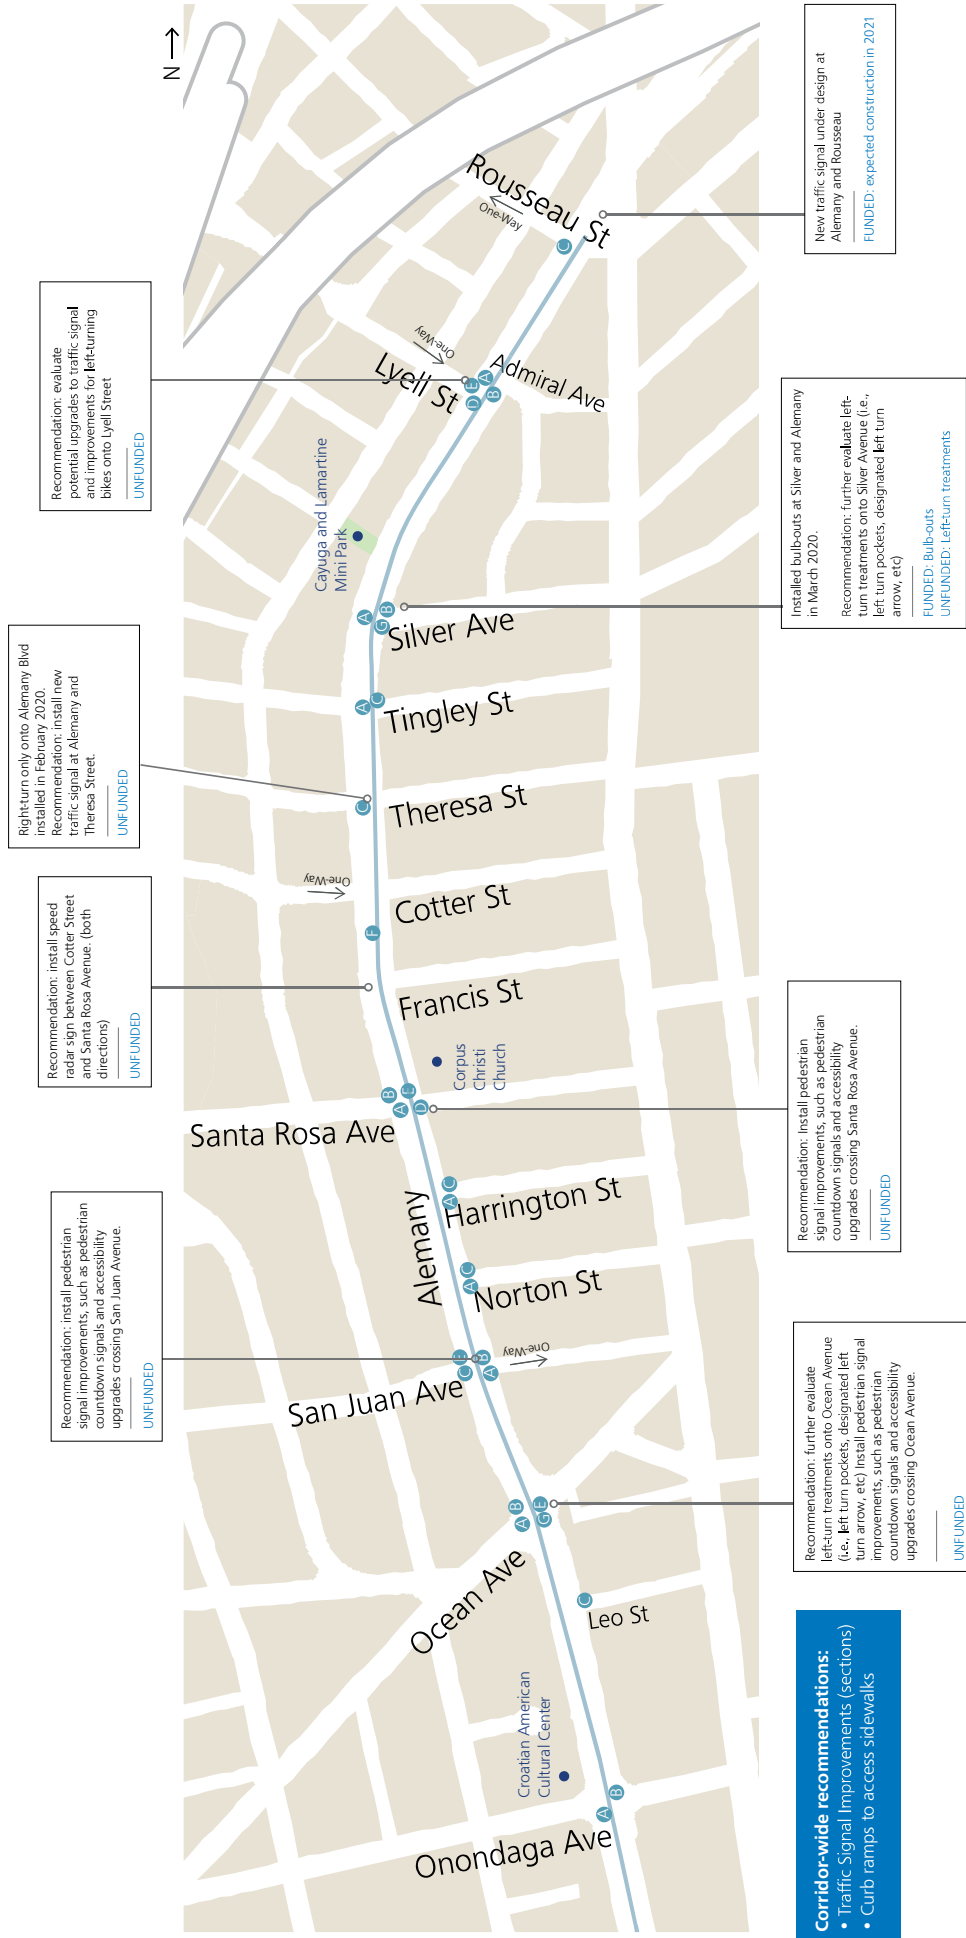 N
Recommendation: install pedestrian
signal improvements, such as pedestrian
countdown signals and accessibility
upgrades crossing San Juan Avenue.
UNFUNDED
Recommendation: install speed
radar sign between Cotter Street
and Santa Rosa Avenue. (both
directions)
UNFUNDED
Right-turn only onto Alemany Blvd
installed in February 2020.
Recommendation: install new
traffic signal at Alemany and
Theresa Street.
UNFUNDED
Recommendation: evaluate
potential upgrades to traffic signal
and improvements for left-turning
bikes onto Lyell Street
UNFUNDED
Onondaga Ave
A
B
Croatian American
Cultural Center
Leo St
C
Ocean Ave
A
B
G
E
San Juan Ave
C
E
A
B
One-Way
Alemany
Norton St
A
C
Harrington St
A
C
Santa Rosa Ave
A
B
D
E
Corpus
Christi
Church
Francis St
F
Cotter St
One-Way
Theresa St
C
Tingley St
A
C
Silver Ave
A
G
B
Cayuga and Lamartine
Mini Park
Lyell St
D
E
B
A
One-Way
Admiral Ave
Rousseau St
C
One-Way
Corridor-wide recommendations:
• Traffic Signal Improvements (sections)
• Curb ramps to access sidewalks
Recommendation: further evaluate
left-turn treatments onto Ocean Avenue
(i.e., left turn pockets, designated left
turn arrow, etc) Install pedestrian signal
improvements, such as pedestrian
countdown signals and accessibility
upgrades crossing Ocean Avenue.
UNFUNDED
Recommendation: Install pedestrian
signal improvements, such as pedestrian
countdown signals and accessibility
upgrades crossing Santa Rosa Avenue.
UNFUNDED
Installed bulb-outs at Silver and Alemany
in March 2020.
Recommendation: further evaluate left-
turn treatments onto Silver Avenue (i.e.,
left turn pockets, designated left turn
arrow, etc)
FUNDED: Bulb-outs
UNFUNDED: Left-turn treatments
New traffic signal under design at
Alemany and Rousseau
FUNDED: expected construction in 2021